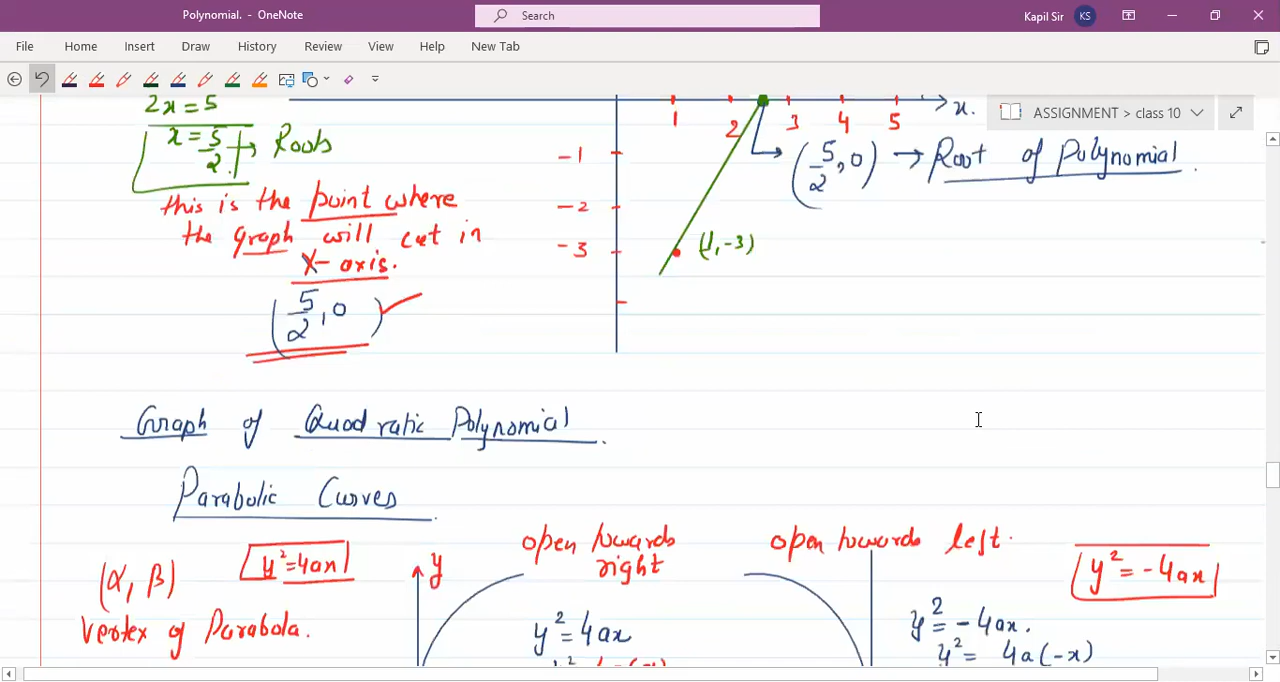 Polynomial. - OneNote
Search
Kapil Sir KS
File Home Insert Draw History Review View Help New Tab
ASSIGNMENT > class 10
2x = 5
x = 5/2 → Roots
this is the point where
the graph will cut in
X-axis.
(5/2, 0)
1 2 3 4 5 x.
-1
-2
-3
(5/2, 0) → Root of Polynomial.
(1, -3)
Graph of Quadratic Polynomial.
Parabolic Curves
(α, β)
y²=4ax
Vertex of Parabola.
y
open towards
right
y² = 4ax
open towards left.
y² = -4ax
y² = -4ax.
y² = 4a(-x)